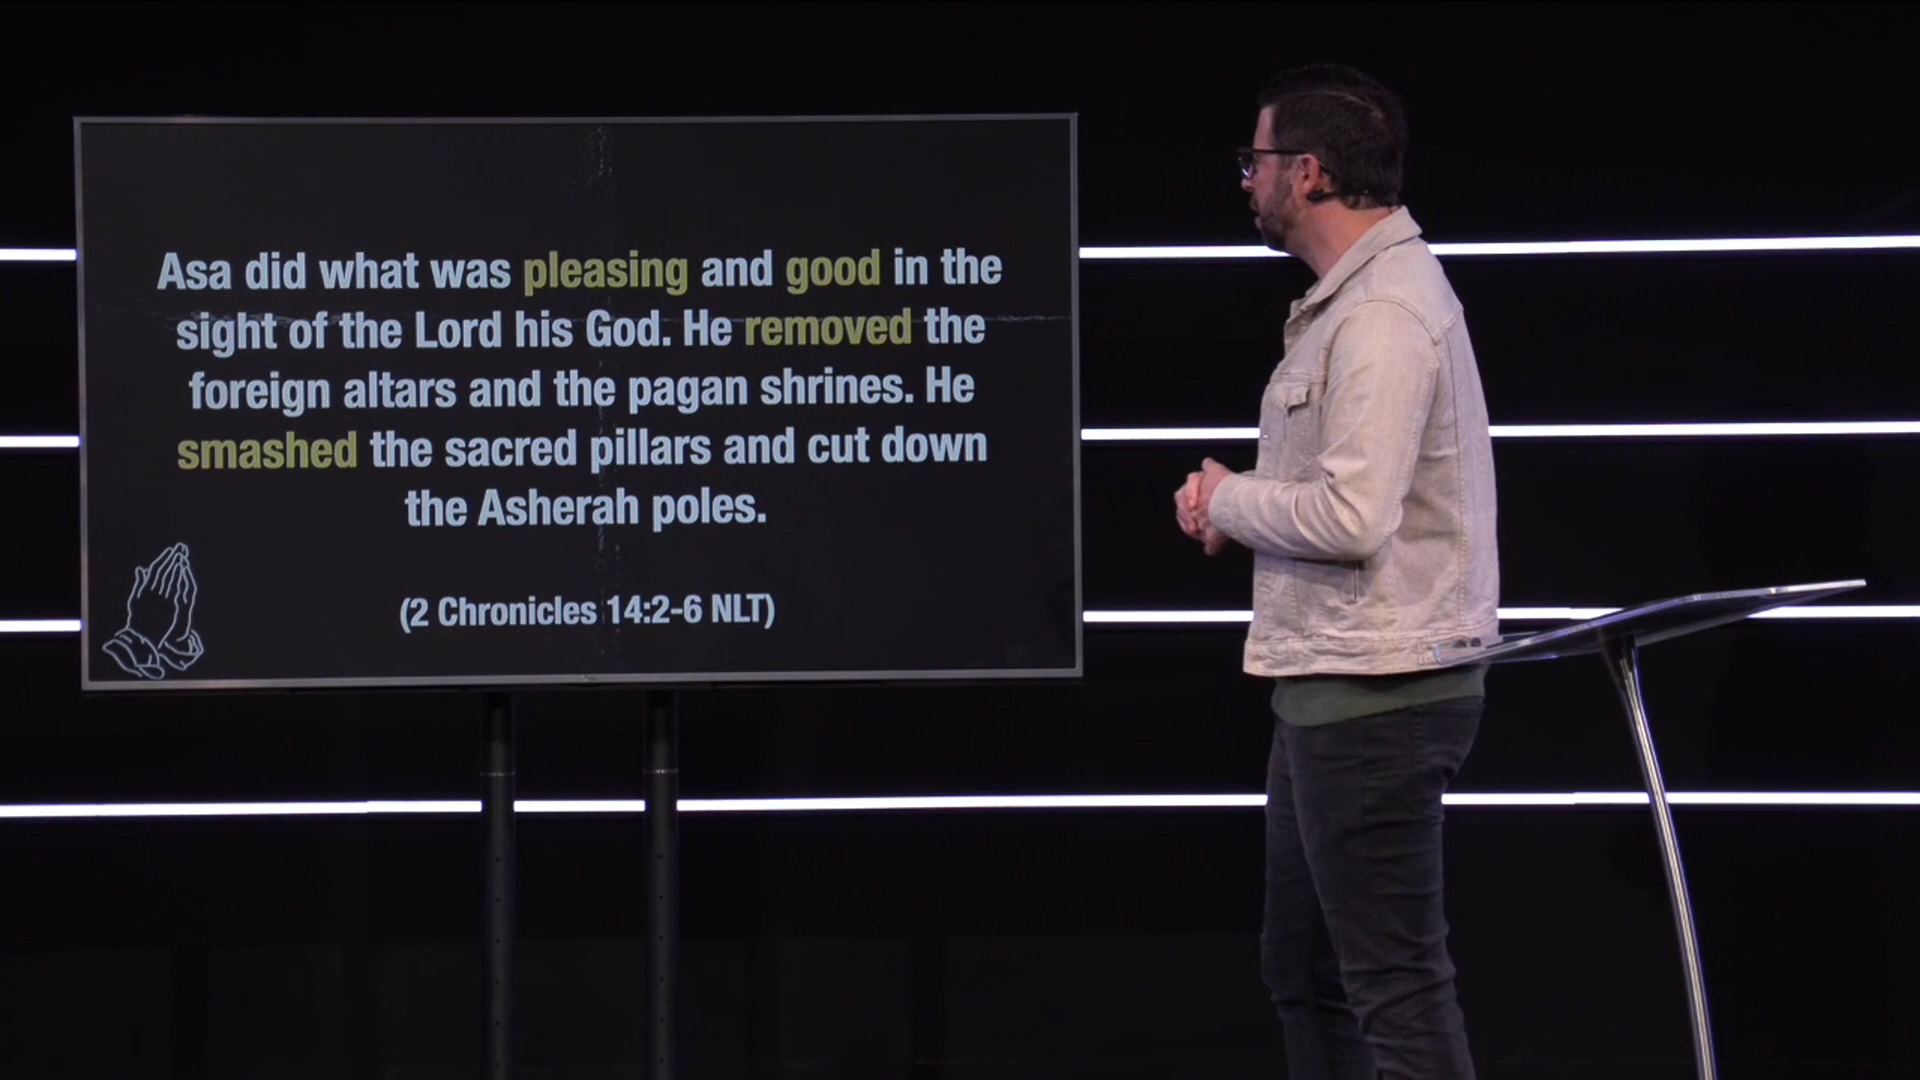 Asa did what was pleasing and good in the
sight of the Lord his God. He removed the
foreign altars and the pagan shrines. He
smashed the sacred pillars and cut down
the Asherah poles.
(2 Chronicles 14:2-6 NLT)